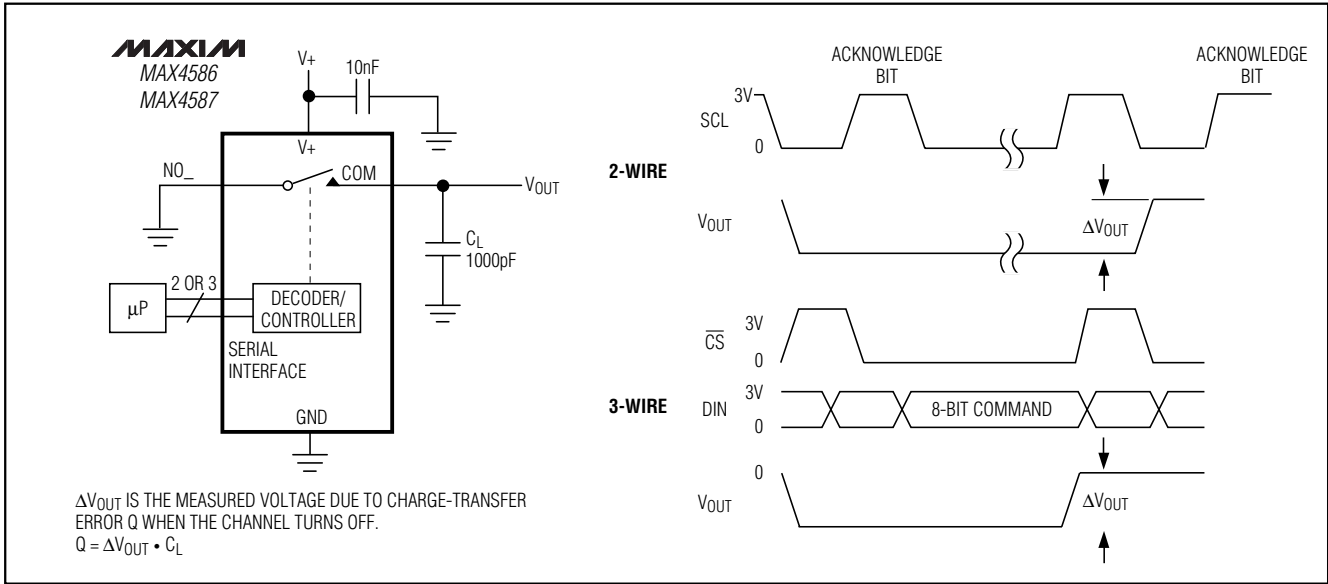 MAXIM
MAX4586
MAX4587
V+
10nF
V+
NO_
COM
VOUT
CL
1000pF
2 OR 3
µP
DECODER/
CONTROLLER
SERIAL
INTERFACE
GND
ΔVOUT IS THE MEASURED VOLTAGE DUE TO CHARGE-TRANSFER
ERROR Q WHEN THE CHANNEL TURNS OFF.
Q = ΔVOUT • CL
ACKNOWLEDGE
BIT
ACKNOWLEDGE
BIT
3V
SCL
0
2-WIRE
VOUT
ΔVOUT
3V
CS
0
3-WIRE
3V
DIN
8-BIT COMMAND
0
0
VOUT
ΔVOUT